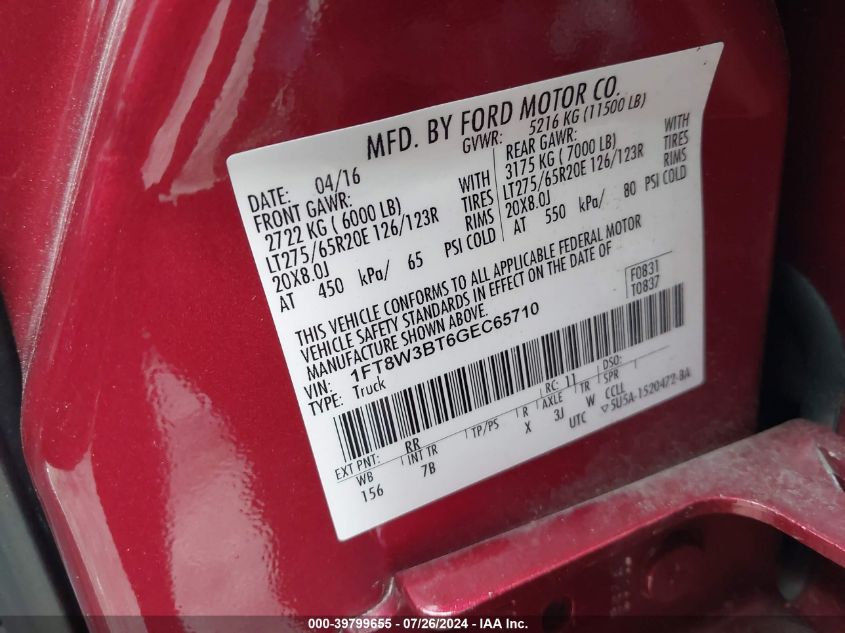 MFD. BY FORD MOTOR CO.
DATE: 04/16 GVWR: 5216 KG (11500 LB)
FRONT GAWR: REAR GAWR:
2722 KG ( 6000 LB) WITH 3175 KG ( 7000 LB) WITH
LT275/65R20E 126/123R TIRES LT275/65R20E 126/123R TIRES
20X8.0J RIMS 20X8.0J RIMS
AT 450 kPa/ 65 PSI COLD AT 550 kPa/ 80 PSI COLD
THIS VEHICLE CONFORMS TO ALL APPLICABLE FEDERAL MOTOR
VEHICLE SAFETY STANDARDS IN EFFECT ON THE DATE OF
MANUFACTURE SHOWN ABOVE.
VIN: 1FT8W3BT6GEC65710 F0831
TYPE: Truck T0837
EXT PNT: RR RC: 11 DSO:
WB INT TR TP/PS R AXLE TR SPR
156 7B X 3J W CCLL
UTC ▽5U5A-1520472-BA
000-39799655 - 07/26/2024 - IAA Inc.